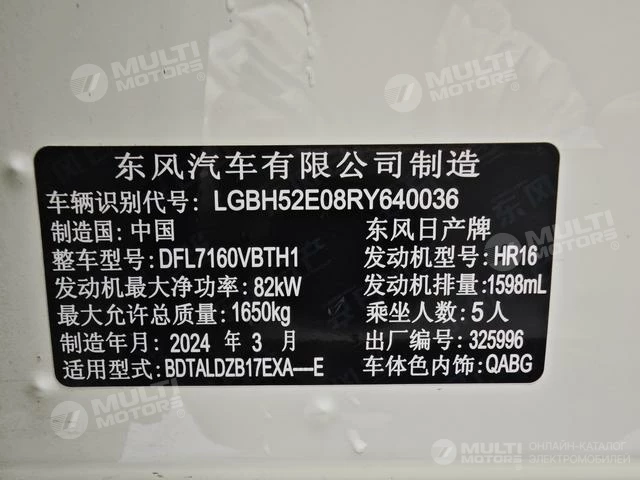 东风汽车有限公司制造
车辆识别代号: LGBH52E08RY640036
制造国: 中国 东风日产牌
整车型号: DFL7160VBTH1 发动机型号: HR16
发动机最大净功率: 82kW 发动机排量: 1598mL
最大允许总质量: 1650kg 乘坐人数: 5人
制造年月: 2024 年 3 月 出厂编号: 325996
适用型式: BDTALDZB17EXA----E 车体色内饰: QABG
MULTI MOTORS
MULTI MOTORS
MULTI MOTORS
MULTI MOTORS
MULTI MOTORS ОНЛАЙН-КАТАЛОГ ЭЛЕКТРОМОБИЛЕЙ